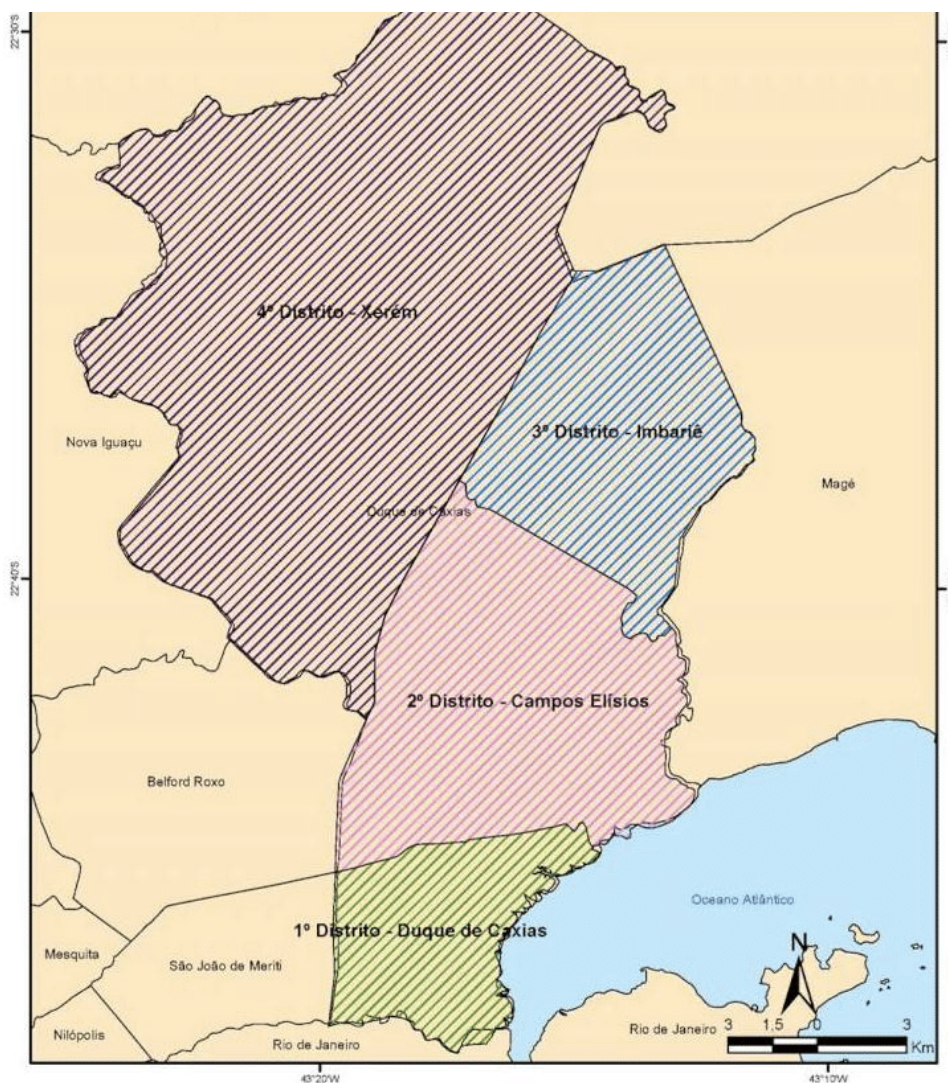 22°30'S
4º Distrito - Xerém
3º Distrito - Imbariê
Nova Iguaçu
Magé
Duque de Caxias
22°40'S
2º Distrito - Campos Elísios
Belford Roxo
Oceano Atlântico
1º Distrito - Duque de Caxias
N
Mesquita
São João de Meriti
Nilópolis
Rio de Janeiro
Rio de Janeiro
3 1,5 0 3
Km
43°20'W
43°10'W